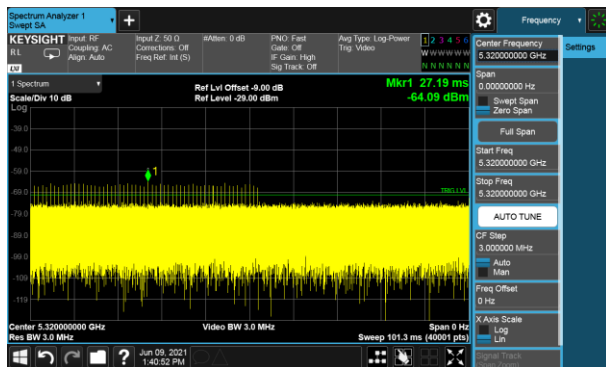 Spectrum Analyzer 1
Swept SA
Frequency
KEYSIGHT
RL
LXI
Input: RF
Coupling: AC
Align: Auto
Input Z: 50 Ω
Corrections: Off
Freq Ref: Int (S)
#Atten: 0 dB
PNO: Fast
Gate: Off
IF Gain: High
Sig Track: Off
Avg Type: Log-Power
Trig: Video
1 2 3 4 5 6
W W W W W W
N N N N N N
1 Spectrum
Scale/Div 10 dB
Log
Ref Lvl Offset -9.00 dB
Ref Level -29.00 dBm
Mkr1 27.19 ms
-64.09 dBm
-39.0
-49.0
-59.0
-69.0
-79.0
-89.0
-99.0
-109
-119
1
TRIG LVL
Center 5.320000000 GHz
Res BW 3.0 MHz
Video BW 3.0 MHz
Span 0 Hz
Sweep 101.3 ms (40001 pts)
Jun 09, 2021
1:40:52 PM
Center Frequency
5.320000000 GHz
Settings
Span
0.00000000 Hz
Swept Span
Zero Span
Full Span
Start Freq
5.320000000 GHz
Stop Freq
5.320000000 GHz
AUTO TUNE
CF Step
3.000000 MHz
Auto
Man
Freq Offset
0 Hz
X Axis Scale
Log
Lin
Signal Track
(Span Zoom)